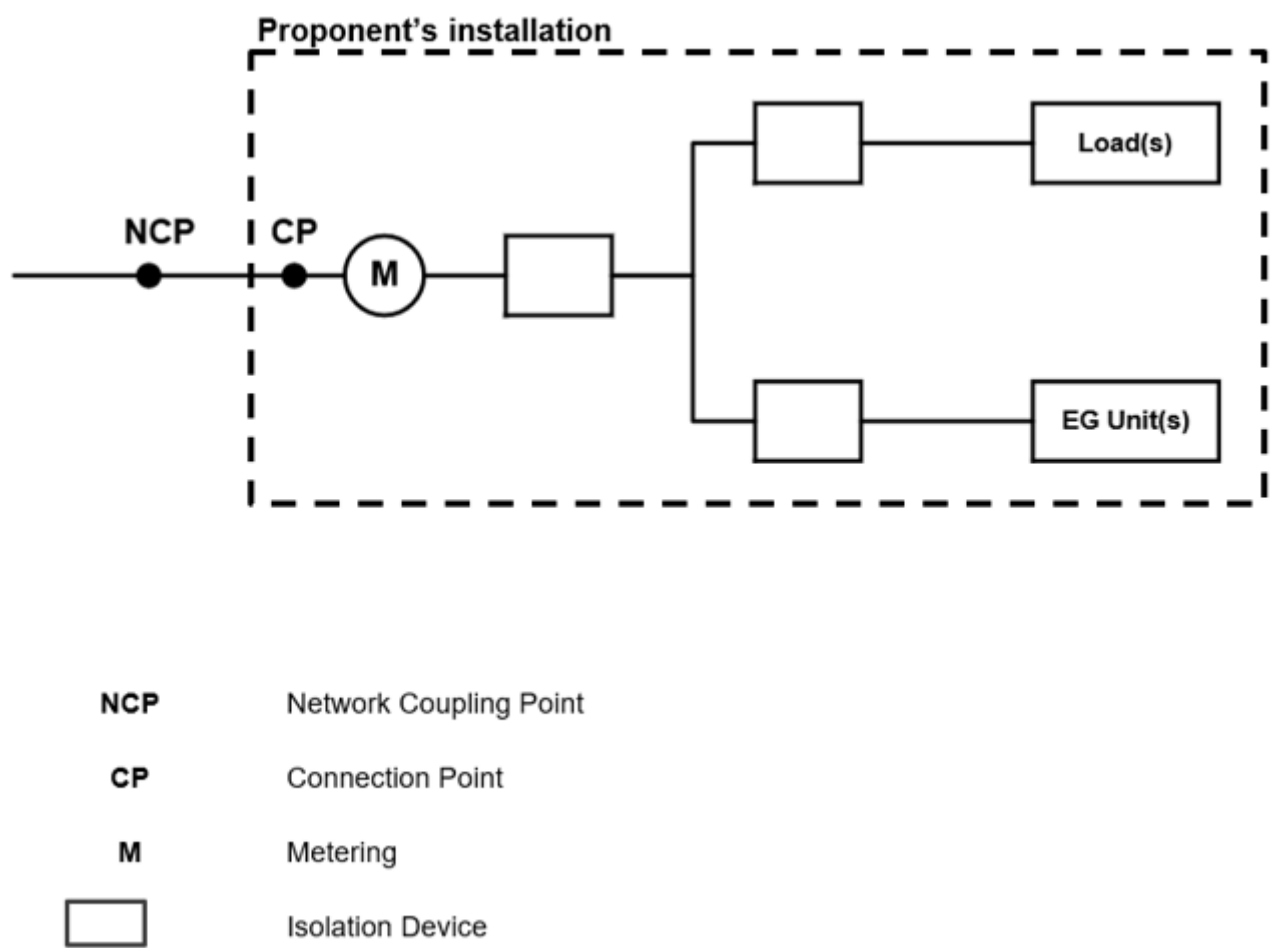 Proponent's installation
Load(s)
NCP CP
M
EG Unit(s)
NCP Network Coupling Point
CP Connection Point
M Metering
Isolation Device